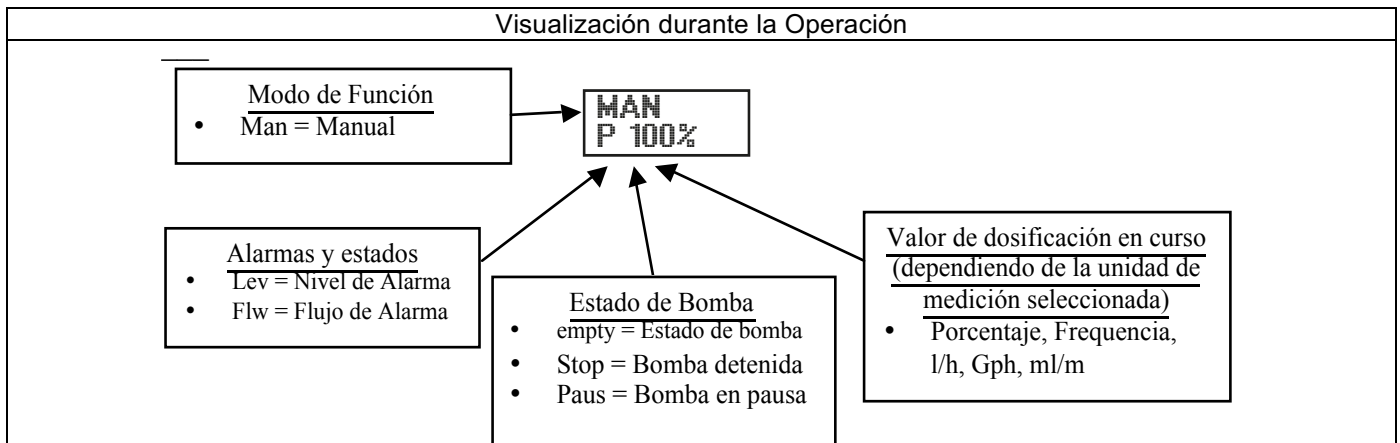 Visualización durante la Operación
Modo de Función
• Man = Manual
MAN
P 100%
Alarmas y estados
• Lev = Nivel de Alarma
• Flw = Flujo de Alarma
Estado de Bomba
• empty = Estado de bomba
• Stop = Bomba detenida
• Paus = Bomba en pausa
Valor de dosificación en curso
(dependiendo de la unidad de
medición seleccionada)
• Porcentaje, Frequencia,
l/h, Gph, ml/m